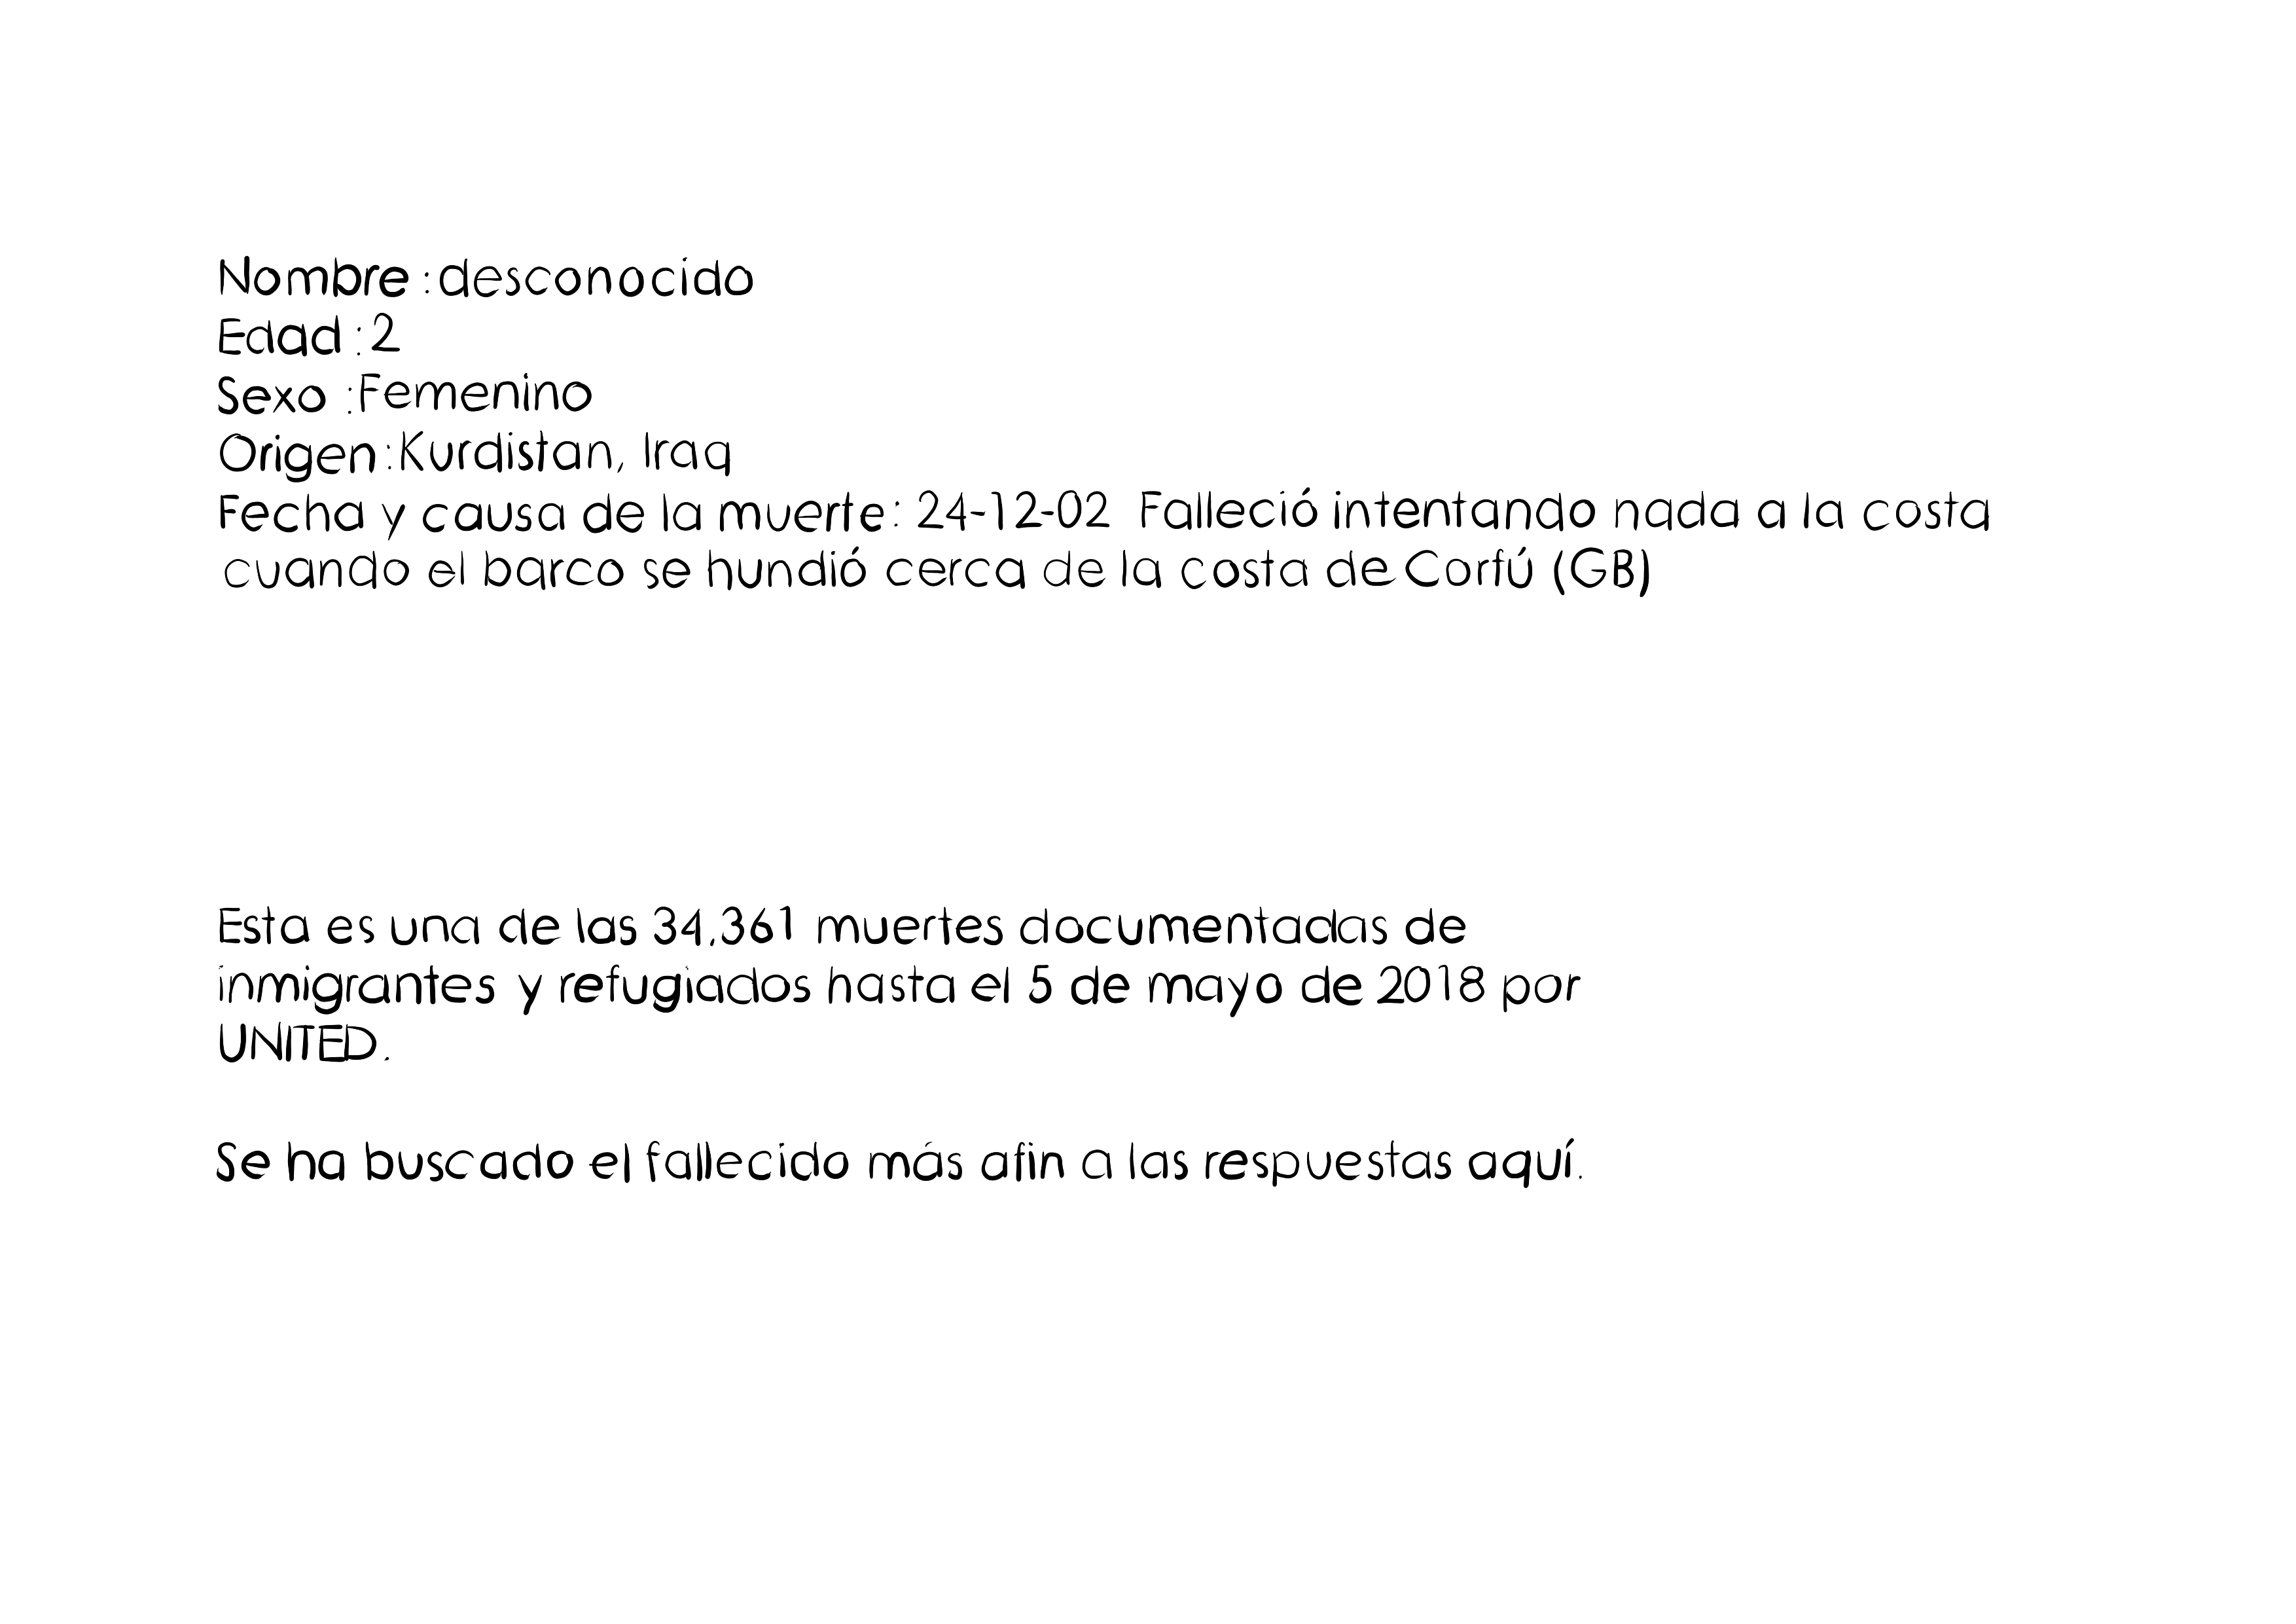 Nombre : desconocido
Edad : 2
Sexo : Femenino
Origen: Kurdistan, Iraq
Fecha y causa de la muerte: 24-12-02 Falleció intentando nada a la costa
cuando el barco se hundió cerca de la costa de Corfú (GB)
Esta es una de las 34,361 muertes documentadas de
inmigrantes y refugiados hasta el 5 de mayo de 2018 por
UNITED.
Se ha buscado el fallecido más afin a las respuestas aquí.